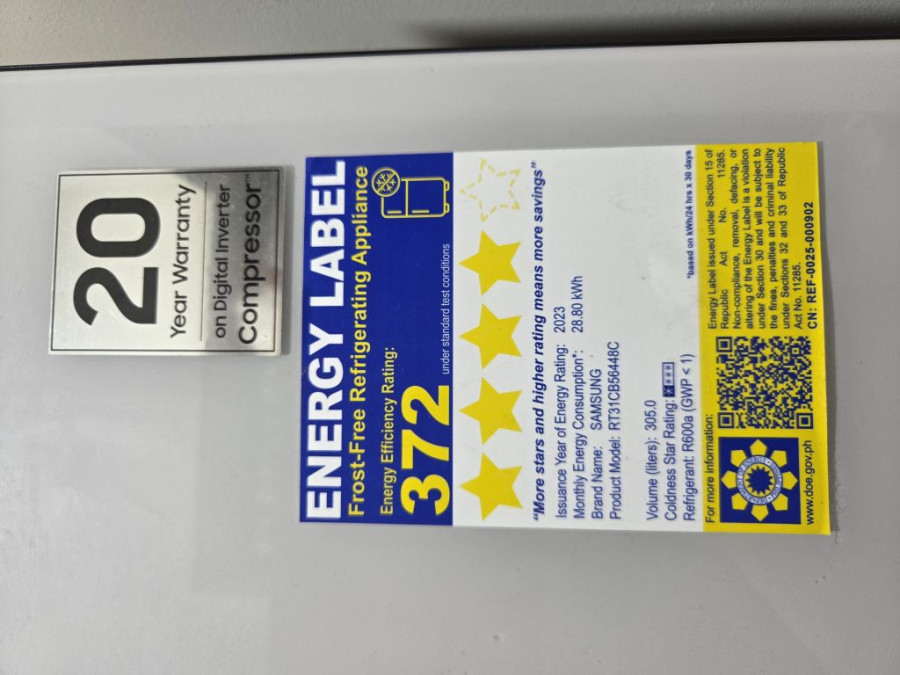 20
Year Warranty
on Digital Inverter
Compressor™
ENERGY LABEL
Frost-Free Refrigerating Appliance
Energy Efficiency Rating:
372 under standard test conditions
"More stars and higher rating means more savings"
Issuance Year of Energy Rating: 2023
Monthly Energy Consumption*: 28.80 kWh
Brand Name: SAMSUNG
Product Model: RT31CB56448C
Volume (liters): 305.0
Coldness Star Rating:
Refrigerant: R600a (GWP < 1)
*based on kWh/24 hrs x 30 days
For more information:
www.doe.gov.ph
Energy Label issued under Section 15 of
Republic Act No. 11285.
Non-compliance, removal, defacing, or
altering of the Energy Label is a violation
under Section 30 and will be subject to
the fines, penalties and criminal liability
under Sections 32 and 33 of Republic
Act No. 11285.
CN: REF-0025-000902